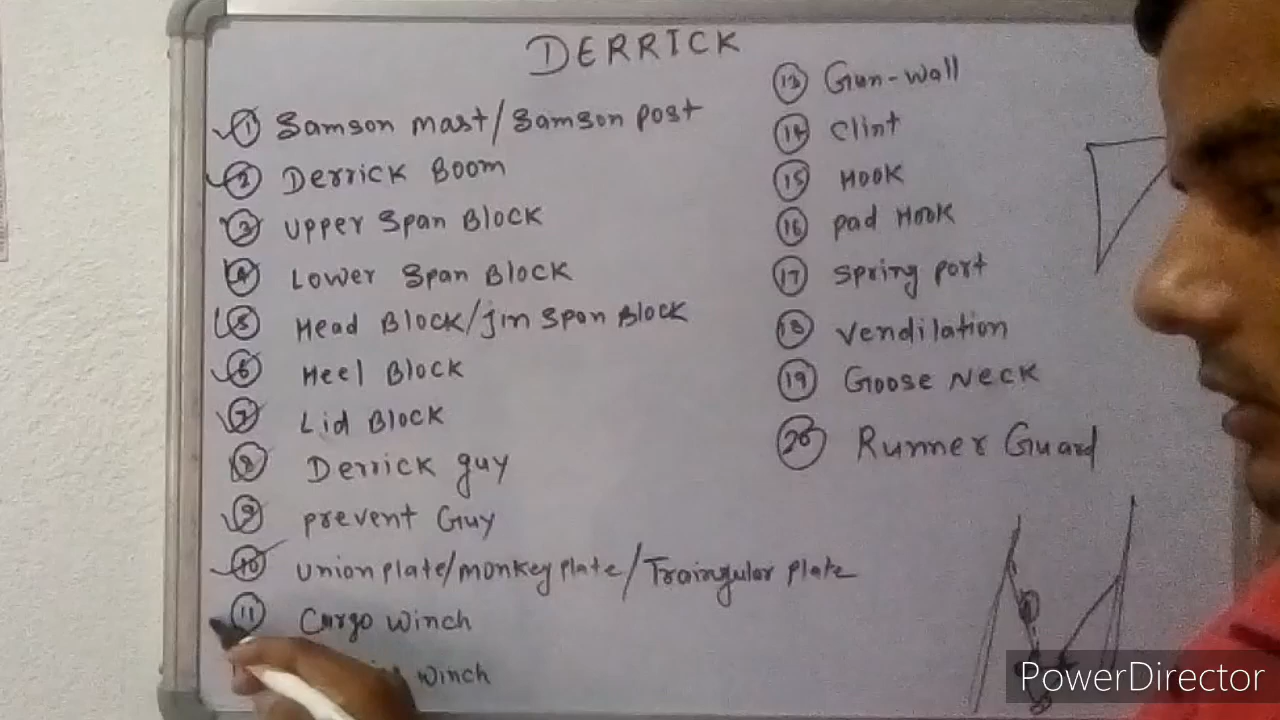 DERRICK
1 Samson mast/Samson post
2 Derrick Boom
3 Upper Span Block
4 Lower Span Block
5 Head Block/jin Span Block
6 Heel Block
7 Lid Block
8 Derrick guy
9 prevent Guy
10 union plate/monkey plate/Traingular plate
11 Cargo winch
winch
13 Gun-wall
14 Clint
15 Hook
16 pad Hook
17 Spring port
18 Vendilation
19 Goose Neck
20 Runner Guard
PowerDirector